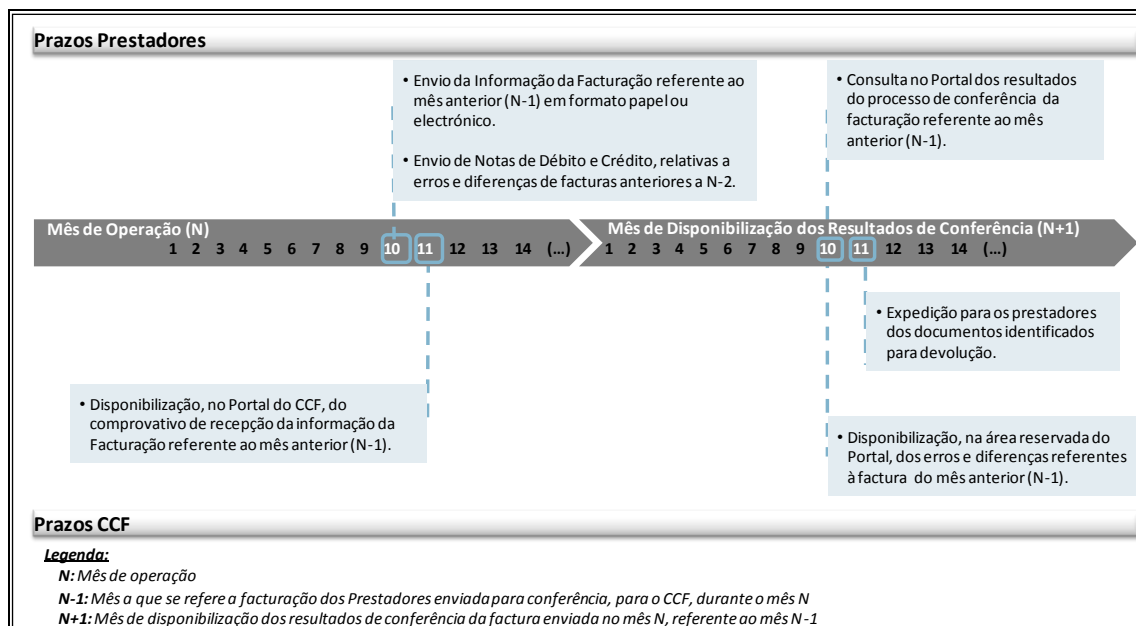 Prazos Prestadores
• Envio da Informação da Facturação referente ao
mês anterior (N-1) em formato papel ou
electrónico.
• Envio de Notas de Débito e Crédito, relativas a
erros e diferenças de facturas anteriores a N-2.
• Consulta no Portal dos resultados
do processo de conferência da
facturação referente ao mês
anterior (N-1).
Mês de Operação (N)
1 2 3 4 5 6 7 8 9 10 11 12 13 14 (...)
Mês de Disponibilização dos Resultados de Conferência (N+1)
1 2 3 4 5 6 7 8 9 10 11 12 13 14 (...)
• Expedição para os prestadores
dos documentos identificados
para devolução.
• Disponibilização, no Portal do CCF, do
comprovativo de recepção da informação da
Facturação referente ao mês anterior (N-1).
• Disponibilização, na área reservada do
Portal, dos erros e diferenças referentes
à factura do mês anterior (N-1).
Prazos CCF
Legenda:
N: Mês de operação
N-1: Mês a que se refere a facturação dos Prestadores enviada para conferência, para o CCF, durante o mês N
N+1: Mês de disponibilização dos resultados de conferência da factura enviada no mês N, referente ao mês N-1